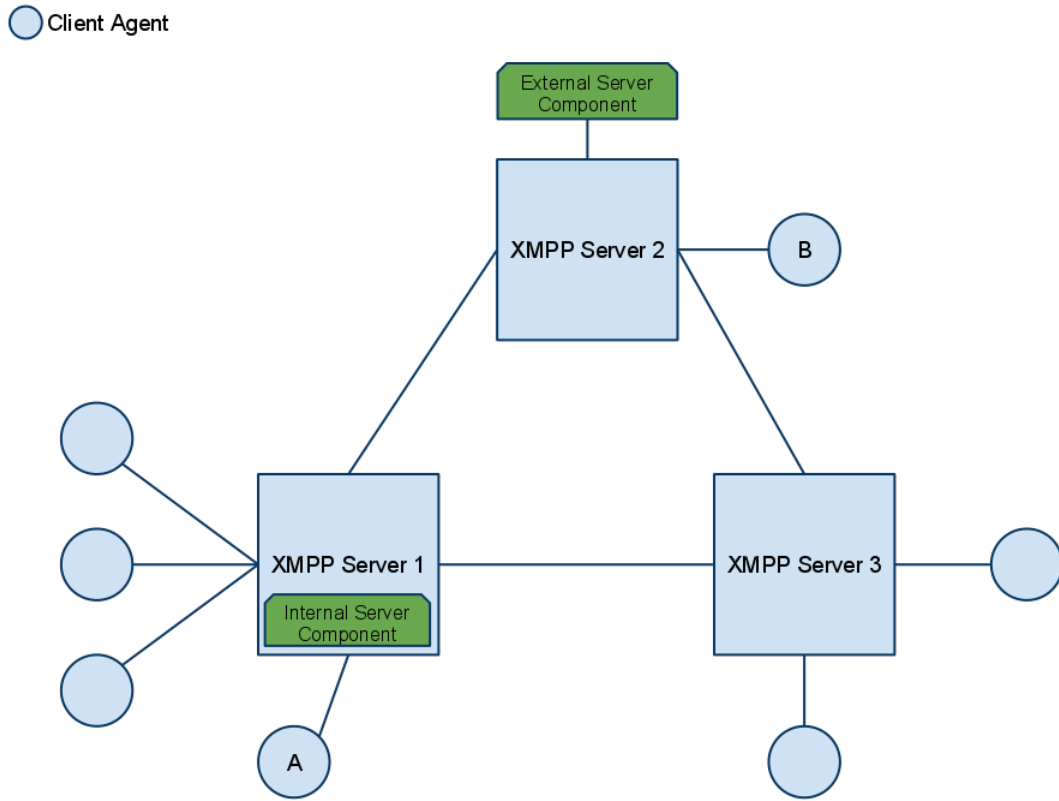 Client Agent
External Server
Component
XMPP Server 2
B
XMPP Server 1
XMPP Server 3
Internal Server
Component
A